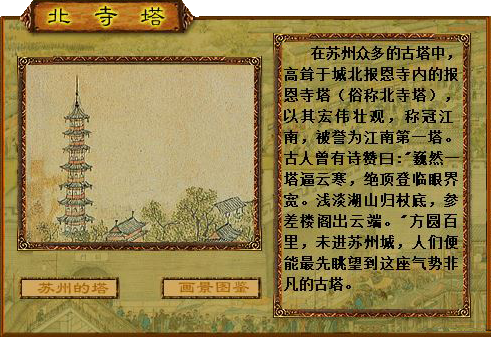 北寺塔
在苏州众多的古塔中，
高耸于城北报恩寺内的报
恩寺塔（俗称北寺塔），
以其宏伟壮观，称冠江
南，被誉为江南第一塔。
古人曾有诗赞曰:"巍然一
塔逼云寒，绝顶登临眼界
宽。浅淡湖山归杖底，参
差楼阁出云端。"方圆百
里，未进苏州城，人们便
能最先眺望到这座气势非
凡的古塔。
苏州的塔
画景图鉴